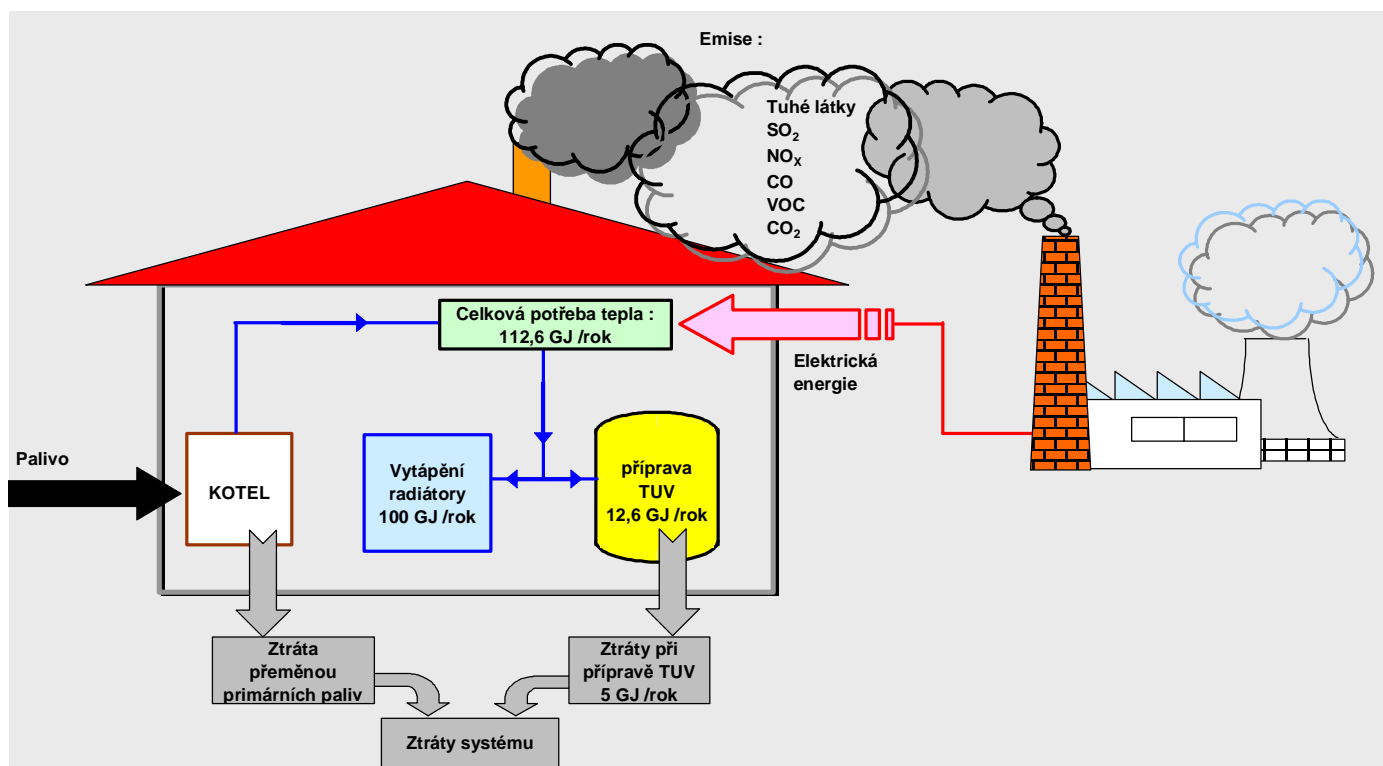 Emise :
Tuhé látky
SO₂
NOX
CO
VOC
CO₂
Celková potřeba tepla :
112,6 GJ /rok
Elektrická
energie
Palivo
KOTEL
Vytápění
radiátory
100 GJ /rok
příprava
TUV
12,6 GJ /rok
Ztráta
přeměnou
primárních paliv
Ztráty při
přípravě TUV
5 GJ /rok
Ztráty systému